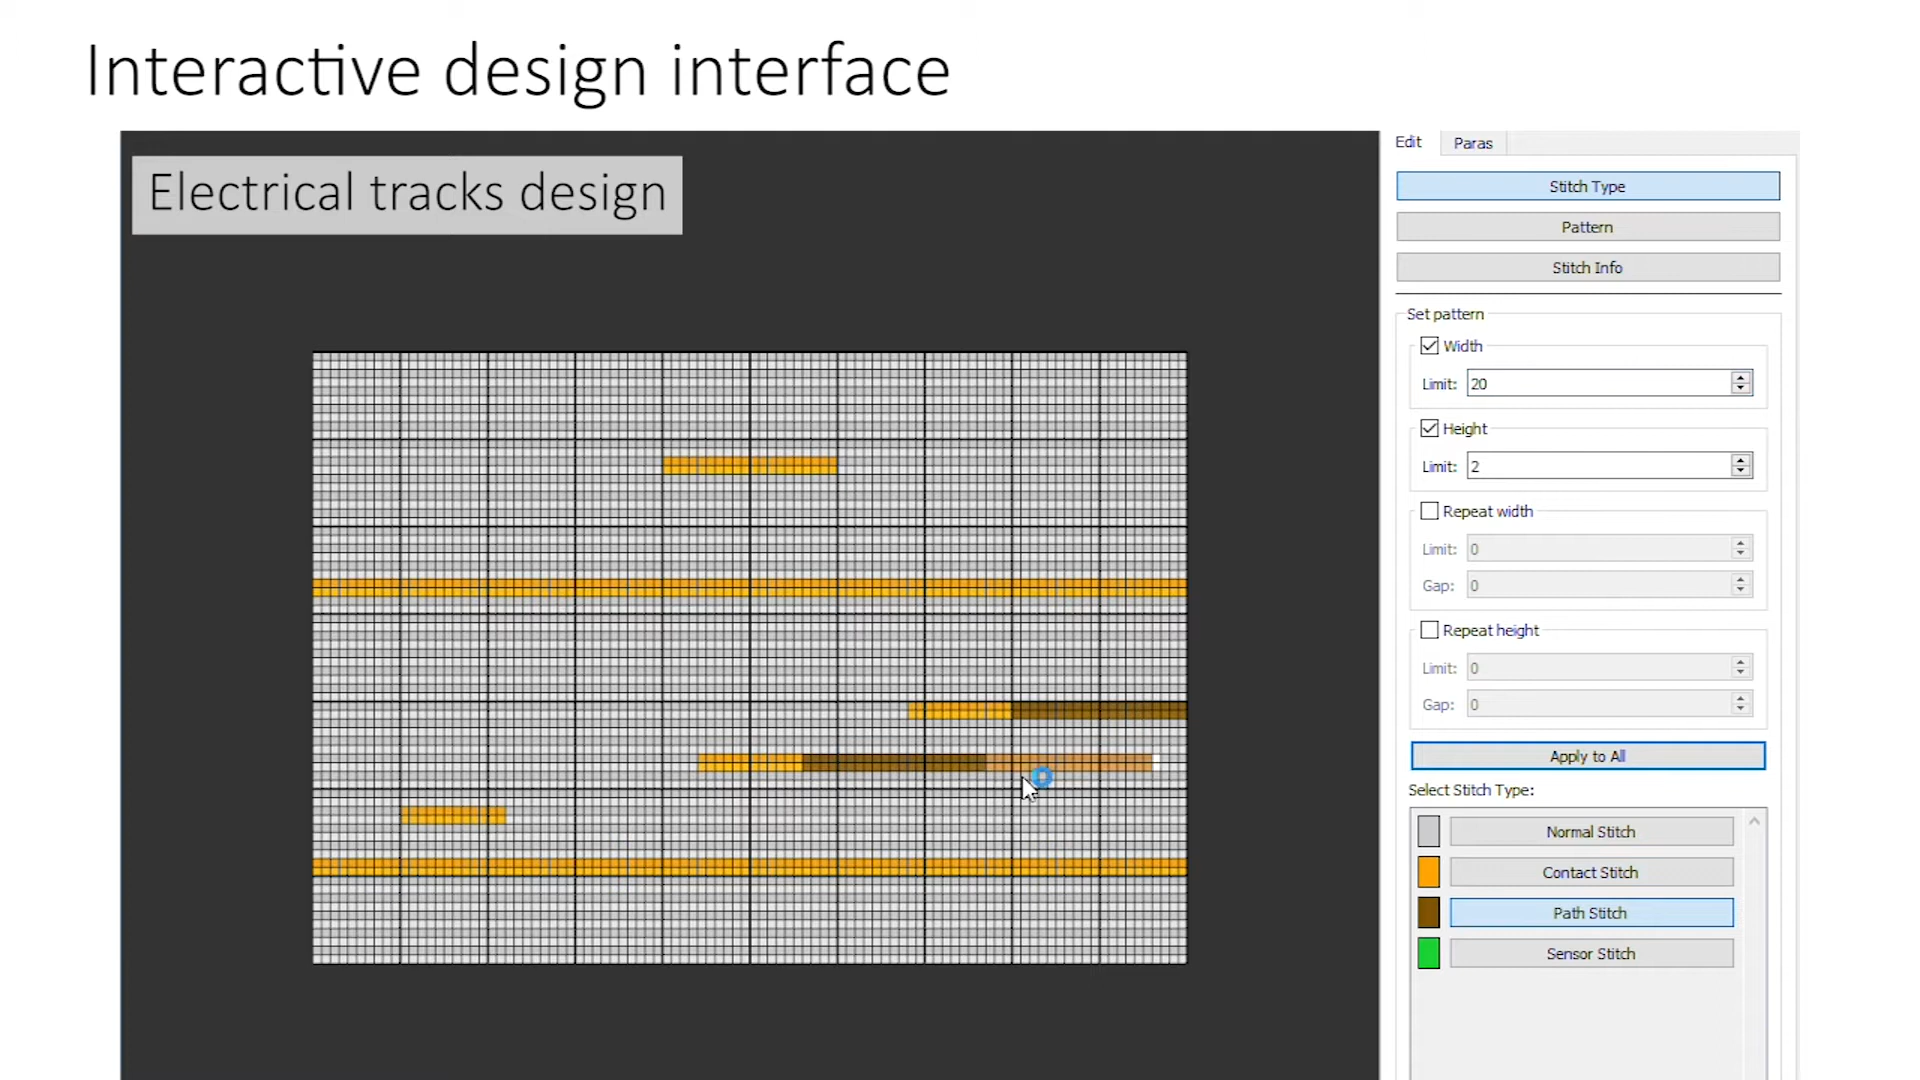 Interactive design interface
Electrical tracks design
Edit
Paras
Stitch Type
Pattern
Stitch Info
Set pattern
Width
Limit: 20
Height
Limit: 2
Repeat width
Limit: 0
Gap: 0
Repeat height
Limit: 0
Gap: 0
Apply to All
Select Stitch Type:
Normal Stitch
Contact Stitch
Path Stitch
Sensor Stitch